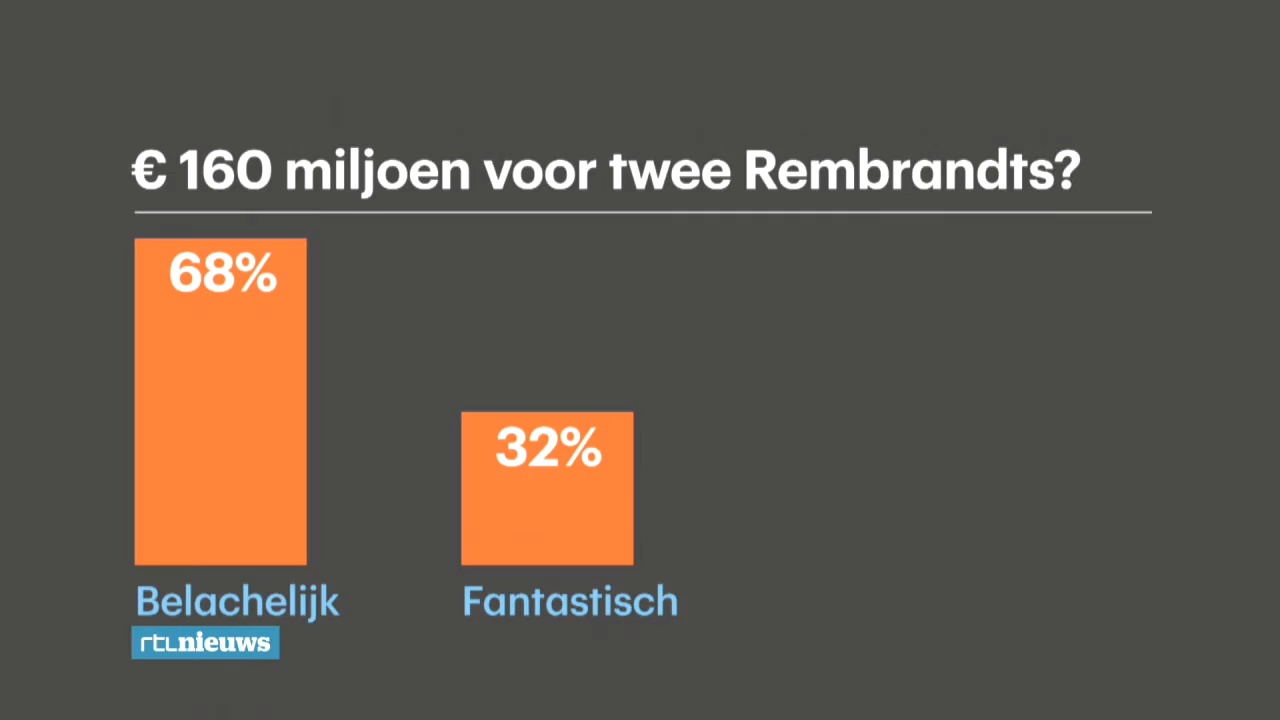 € 160 miljoen voor twee Rembrandts?
68%
32%
Belachelijk
Fantastisch
rtlnieuws